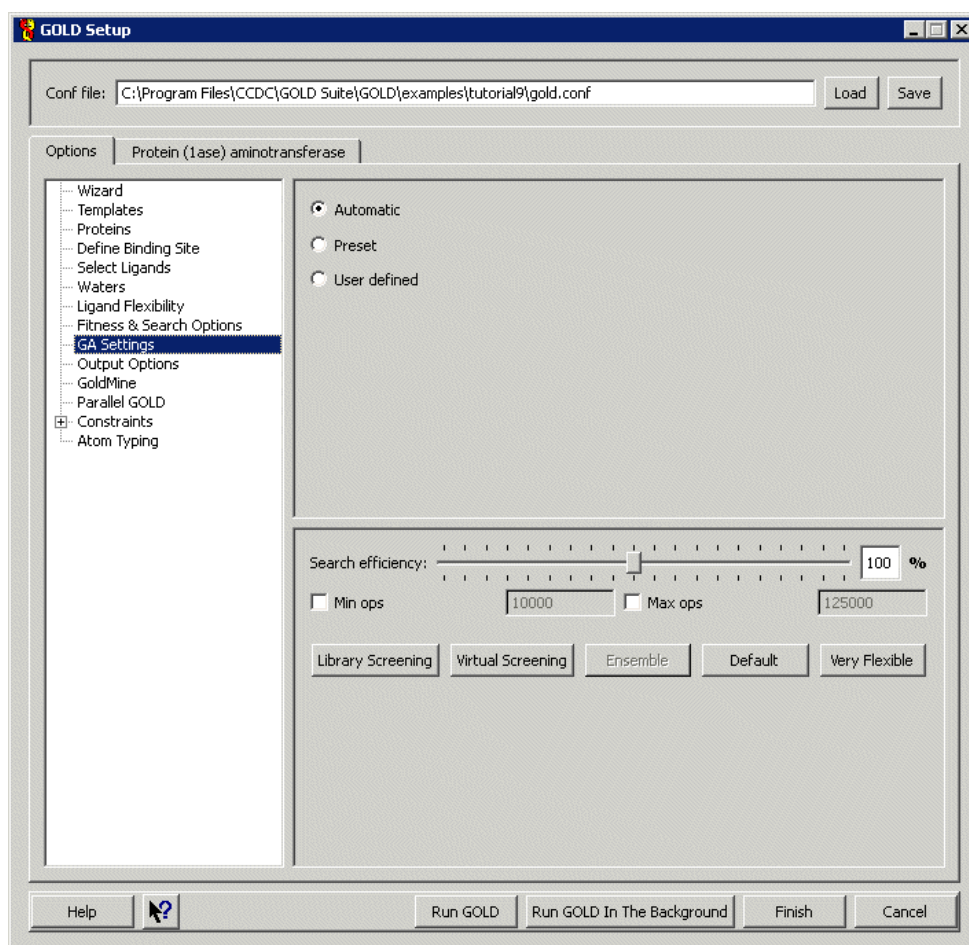 GOLD Setup
Conf file: C:\Program Files\CCDC\GOLD Suite\GOLD\examples\tutorial9\gold.conf Load Save
Options Protein (1ase) aminotransferase
Wizard
Templates
Proteins
Define Binding Site
Select Ligands
Waters
Ligand Flexibility
Fitness & Search Options
GA Settings
Output Options
GoldMine
Parallel GOLD
Constraints
Atom Typing
Automatic
Preset
User defined
Search efficiency: 100 %
Min ops 10000 Max ops 125000
Library Screening Virtual Screening Ensemble Default Very Flexible
Help ? Run GOLD Run GOLD In The Background Finish Cancel